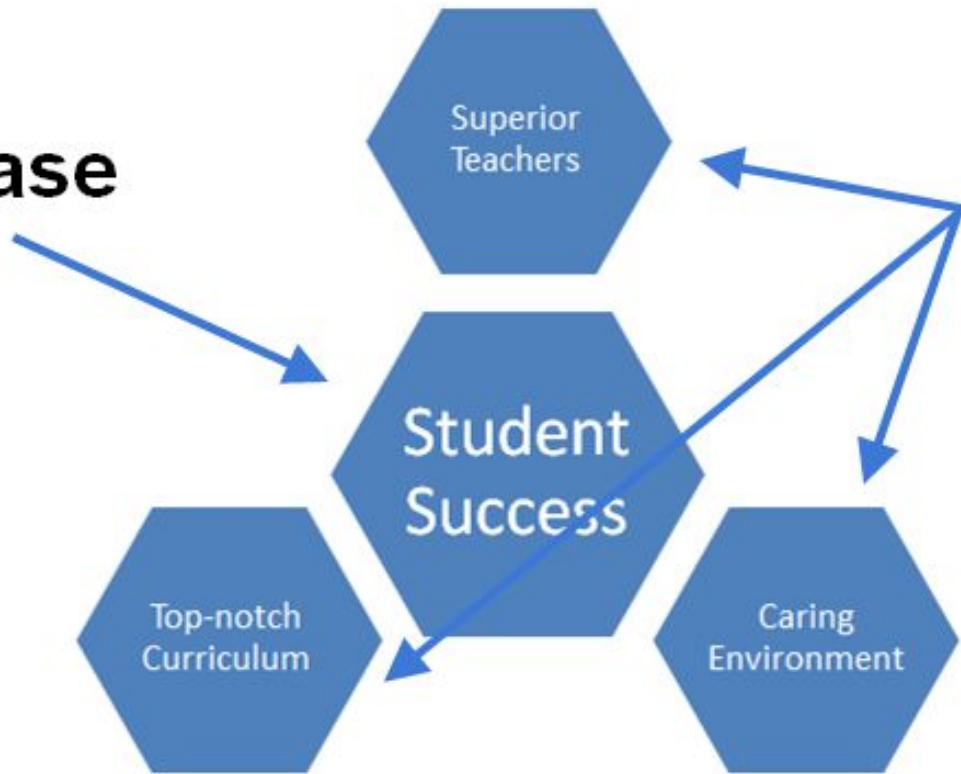 Superior
Teachers
ase
Student
Success
Top-notch
Curriculum
Caring
Environment